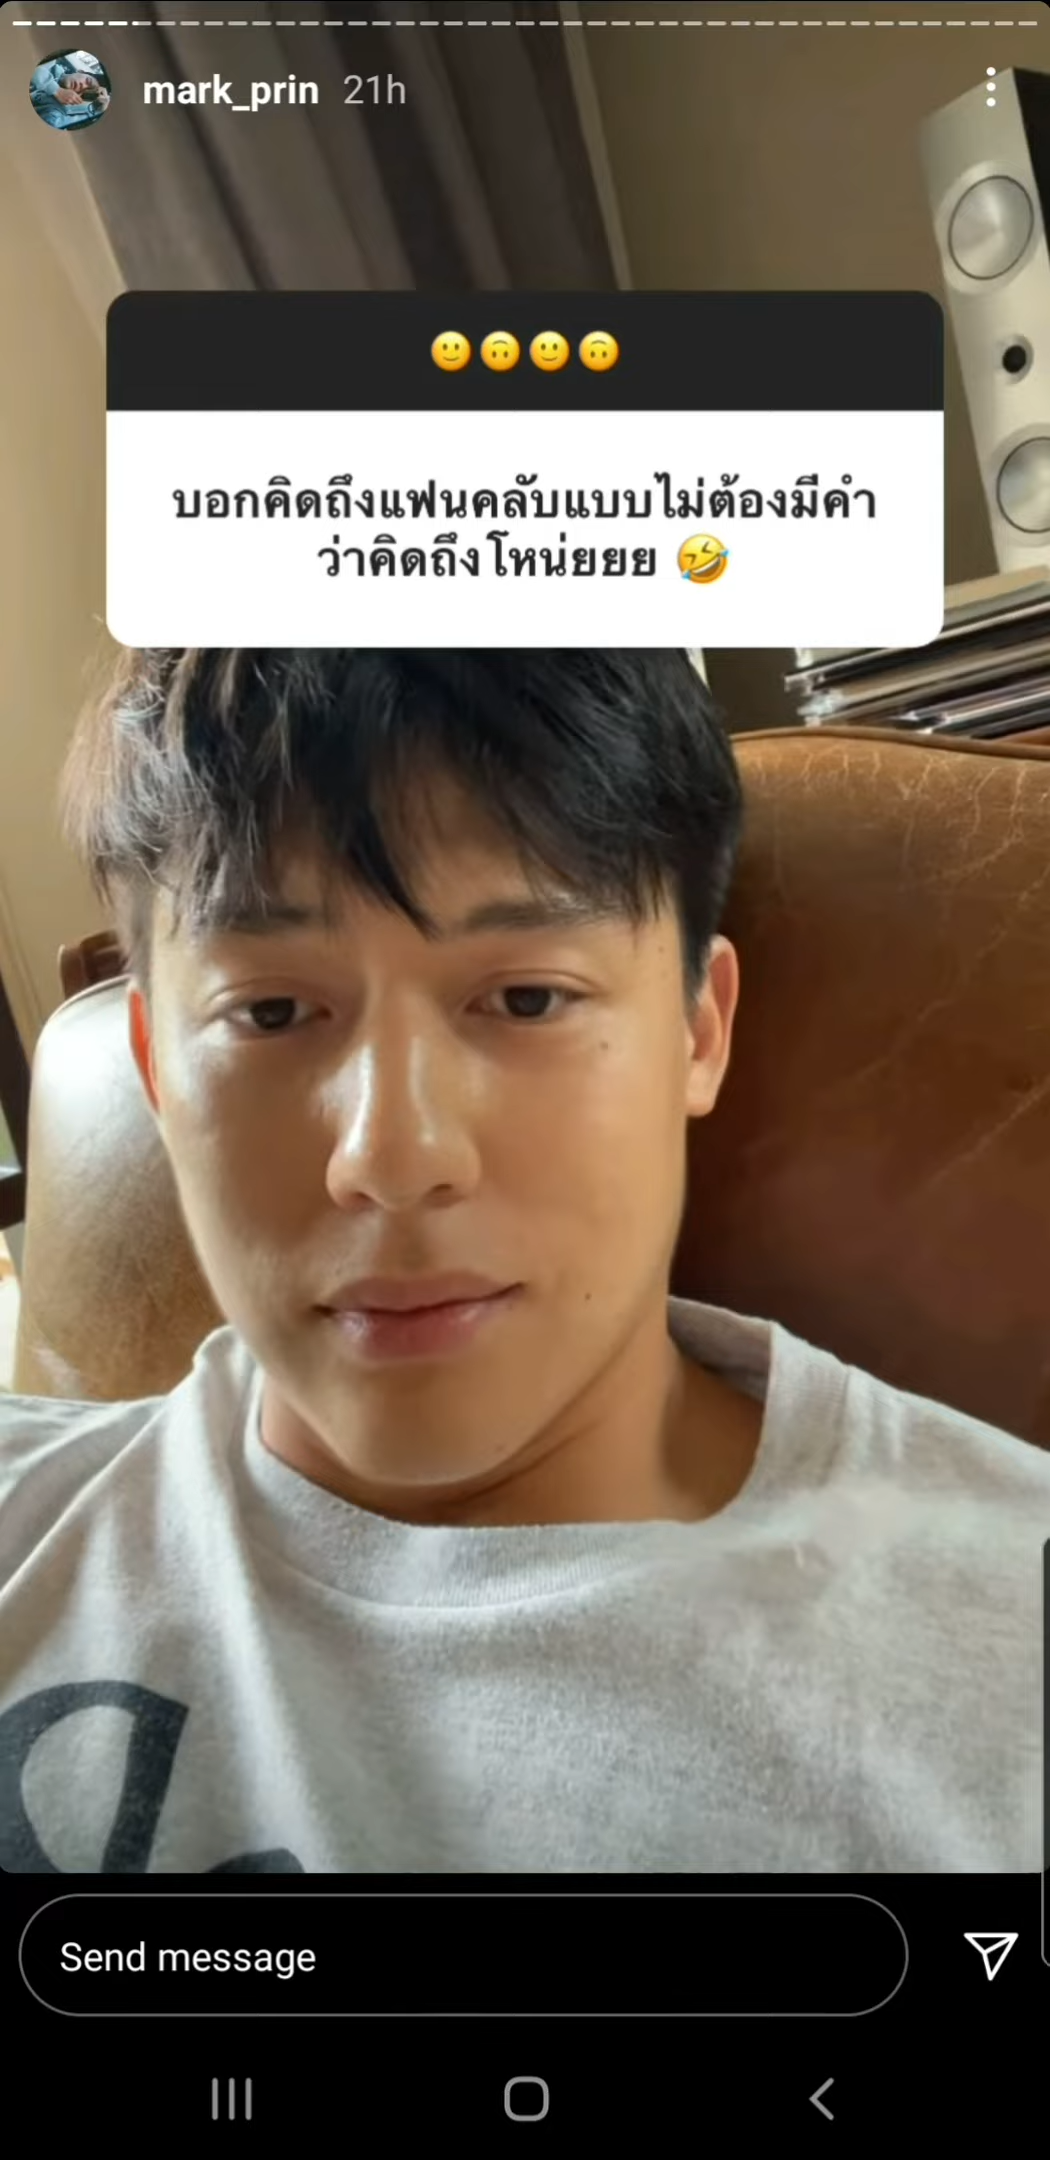 mark_prin 21h
🙂🙃🙂🙃
บอกคิดถึงแฟนคลับแบบไม่ต้องมีคำ
ว่าคิดถึงโหน่ยยย 🤣
Send message